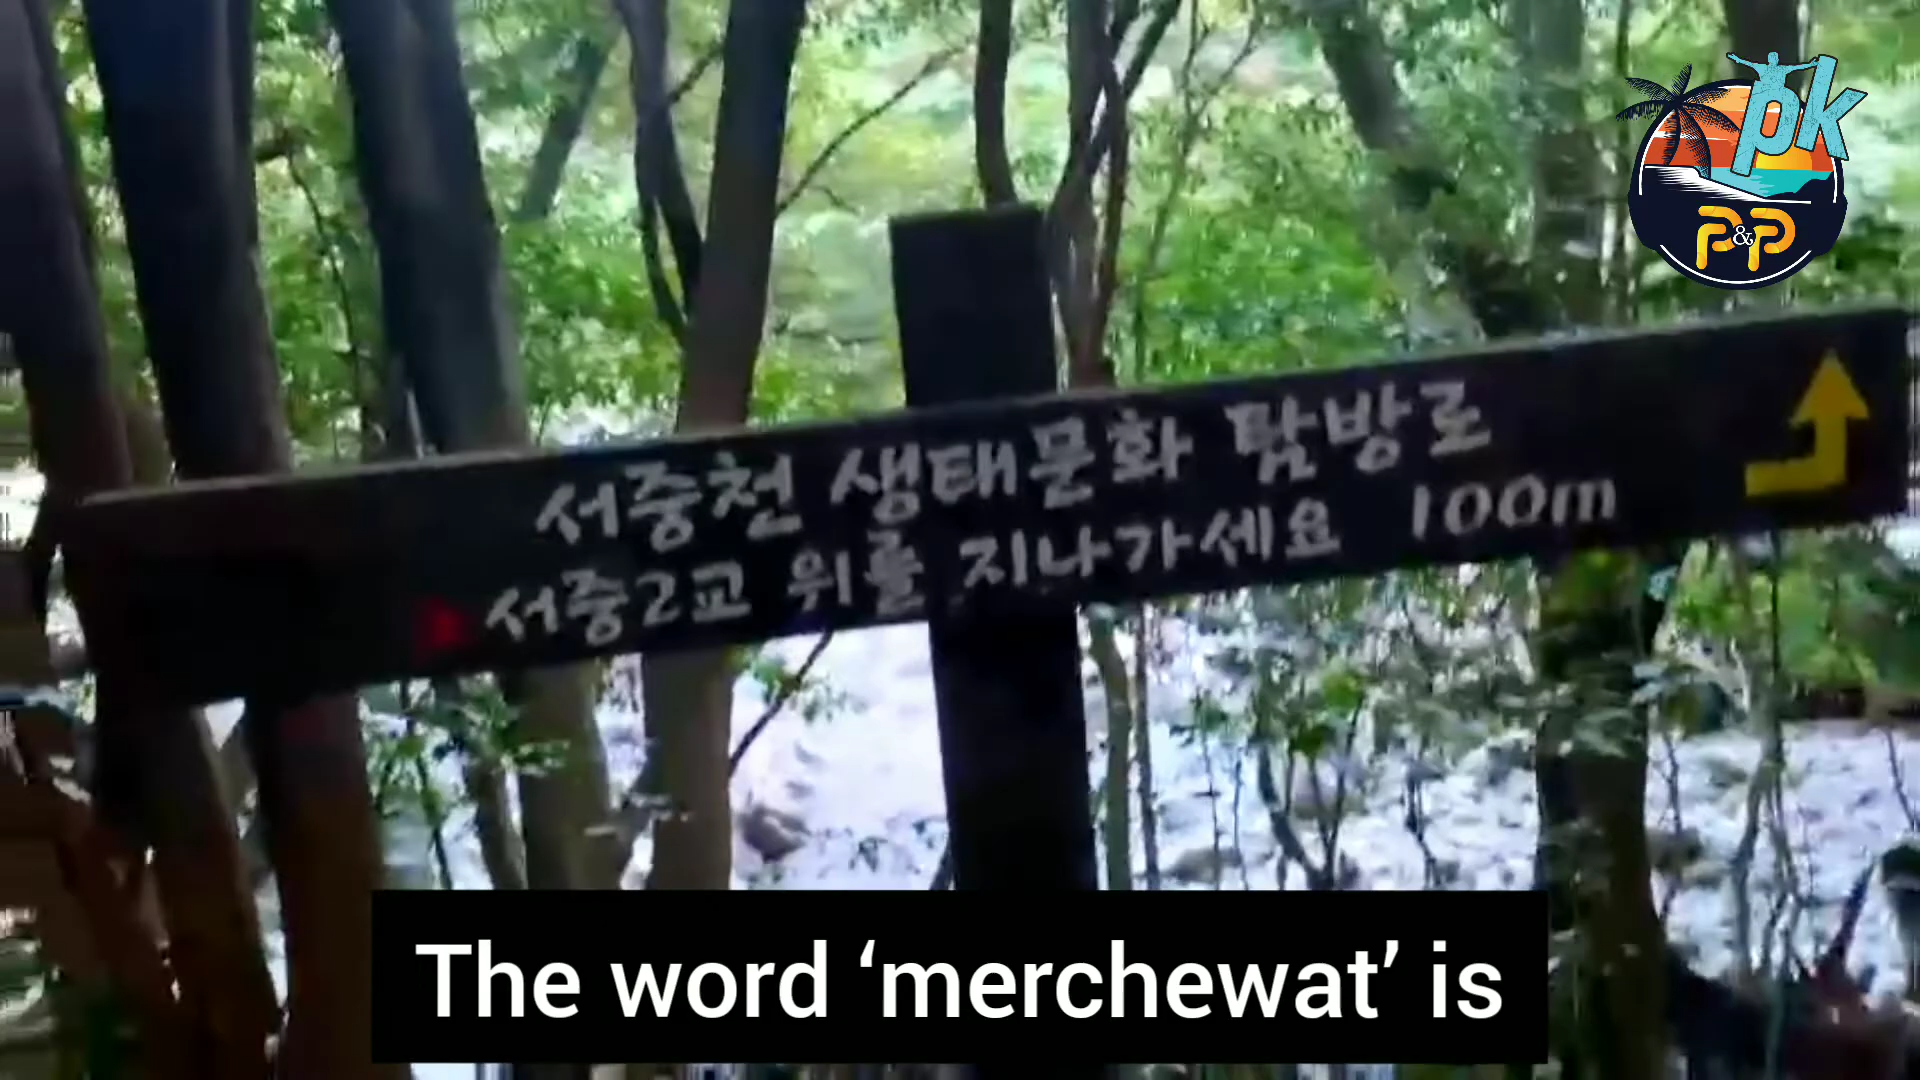 pk
P&P
서중천 생태문화 탐방로
서중2교 위를 지나가세요 100m
The word ‘merchewat’ is